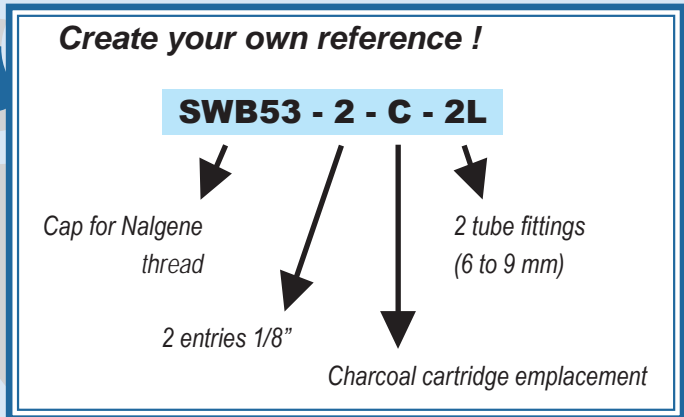 Create your own reference !
SWB53 - 2 - C - 2L
Cap for Nalgene
thread
2 tube fittings
(6 to 9 mm)
2 entries 1/8”
Charcoal cartridge emplacement